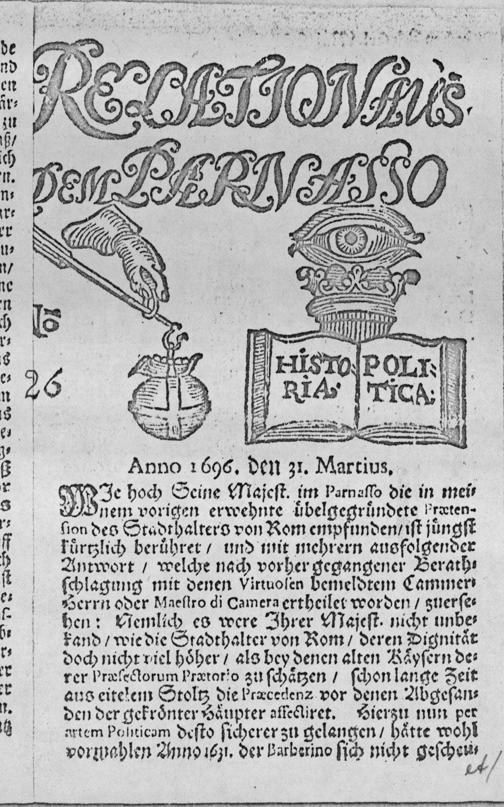 RELATION AUS
DEM PARNASSO
No
26
HISTO- POLI-
RIA. TICA.
Anno 1696. den 31. Martius.
WIe hoch Seine Majest. im Parnasso die in mei-
nem vorigen erwehnte übelgegründete Præten-
sion des Stadthalters von Rom empfunden/ ist jüngst
kürtzlich berühret / und mit mehrern ausfolgender
Antwort / welche nach vorher gegangener Berath-
schlagung mit denen Virtuosen bemeldtem Cammer-
Herrn oder Maestro di Camera ertheilet worden / zuerse-
hen: Nemlich es were Ihrer Majest. nicht unbe-
kand / wie die Stadthalter von Rom / deren Dignität
doch nicht viel höher / als bey denen alten Käysern de-
rer Præfectorum Prætorio zu schätzen / schon lange Zeit
aus eitelem Stoltz die Præcedenz vor denen Abgesan-
den der gekrönter Häupter affectiret. Hierzu nun per
artem Politicam desto sicherer zu gelangen / hätte wohl
vormahlen Anno 1631. der Barberino sich nicht gescheu-
et/